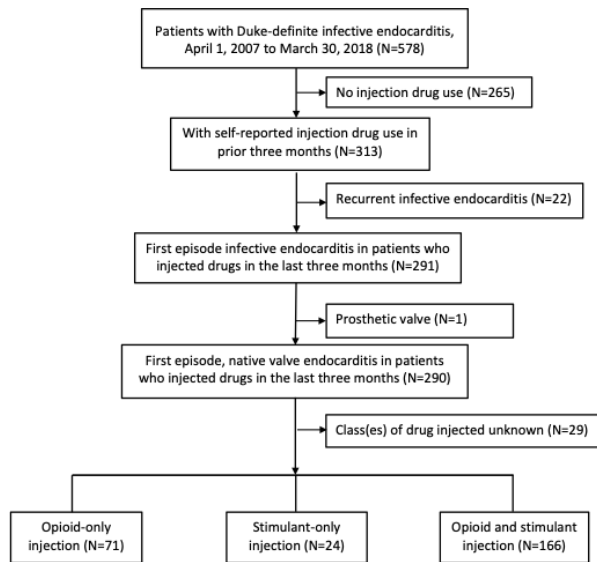 Patients with Duke-definite infective endocarditis,
April 1, 2007 to March 30, 2018 (N=578)
No injection drug use (N=265)
With self-reported injection drug use in
prior three months (N=313)
Recurrent infective endocarditis (N=22)
First episode infective endocarditis in patients who
injected drugs in the last three months (N=291)
Prosthetic valve (N=1)
First episode, native valve endocarditis in patients
who injected drugs in the last three months (N=290)
Class(es) of drug injected unknown (N=29)
Opioid-only
injection (N=71)
Stimulant-only
injection (N=24)
Opioid and stimulant
injection (N=166)